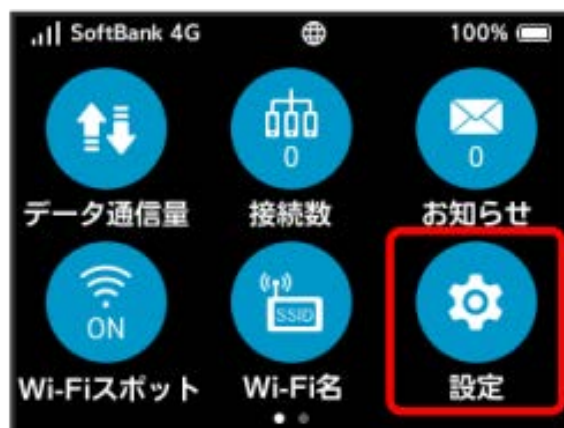 SoftBank 4G 100%
0 0
データ通信量 接続数 お知らせ
ON SSID
Wi-Fiスポット Wi-Fi名 設定